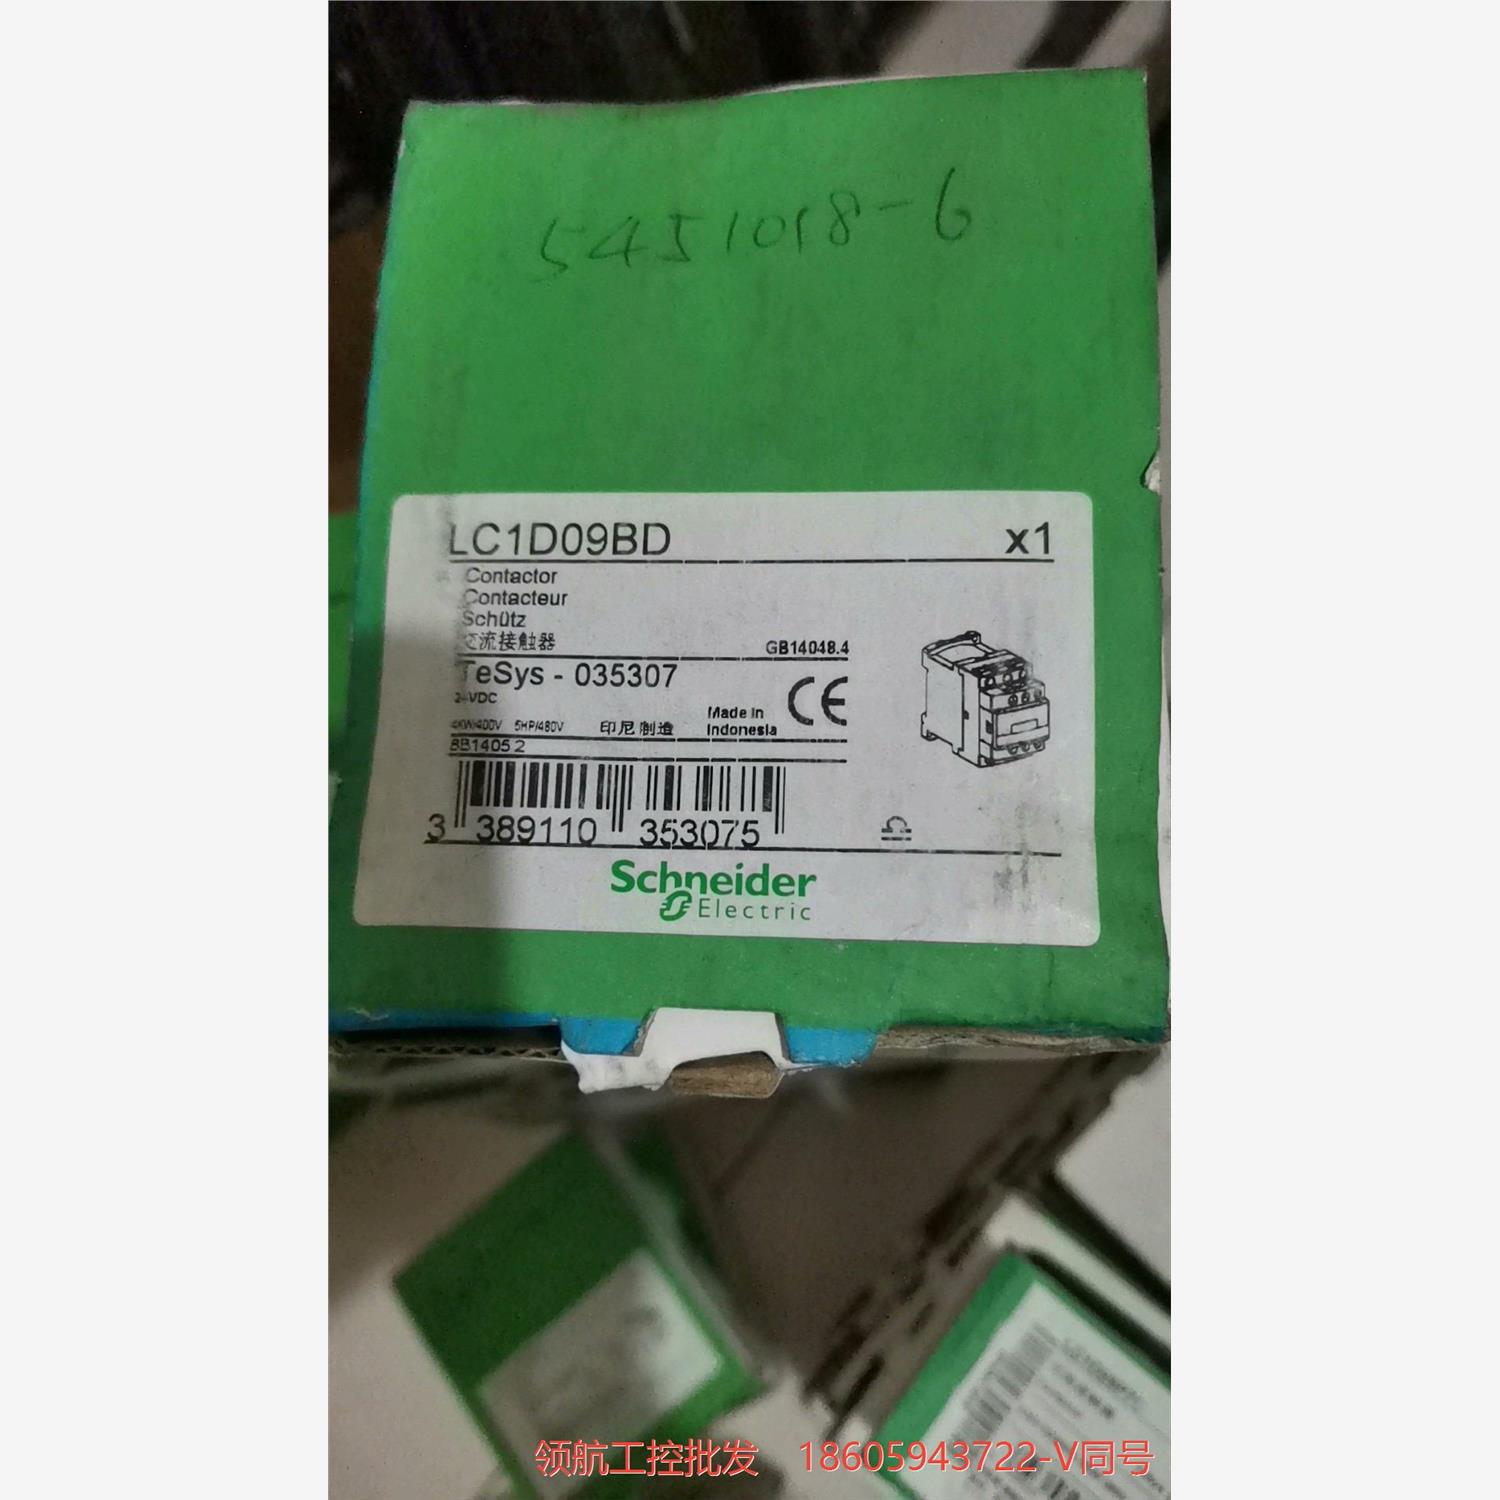 5451018-6
LC1D09BD x1
Contactor
Contacteur
Schütz
交流接触器 GB14048.4
TeSys - 035307
24VDC
Made in
4KW/400V 5HP/480V 印尼制造 Indonesia
CE
8B1405 2
3 389110 353075
Schneider
Electric
领航工控批发 18605943722-V同号